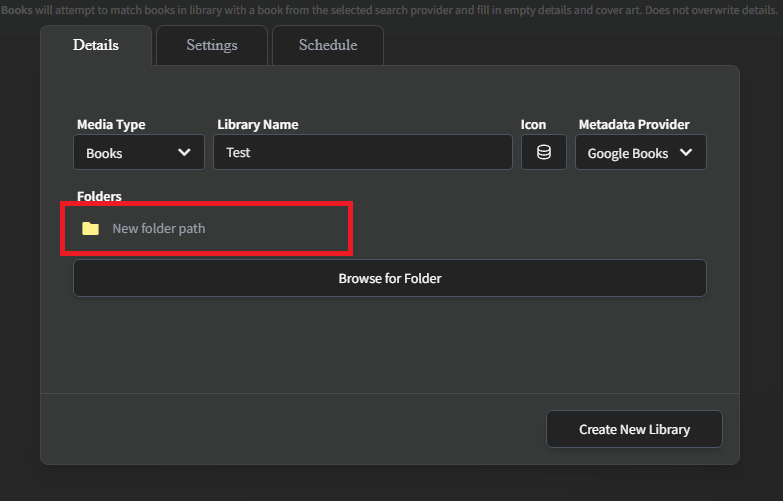 Books will attempt to match books in library with a book from the selected search provider and fill in empty details and cover art. Does not overwrite details.
Details Settings Schedule
Media Type Library Name Icon Metadata Provider
Books Test Google Books
Folders
New folder path
Browse for Folder
Create New Library